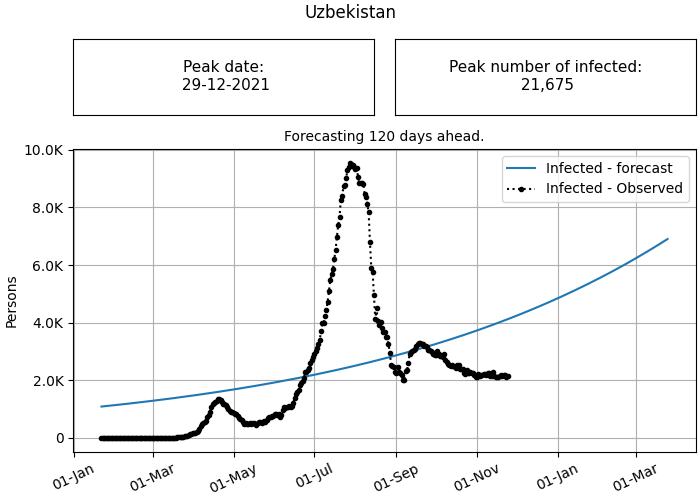 Uzbekistan
Peak date:
29-12-2021
Peak number of infected:
21,675
Forecasting 120 days ahead.
Infected - forecast
Infected - Observed
Persons
10.0K
8.0K
6.0K
4.0K
2.0K
0
01-Jan
01-Mar
01-May
01-Jul
01-Sep
01-Nov
01-Jan
01-Mar